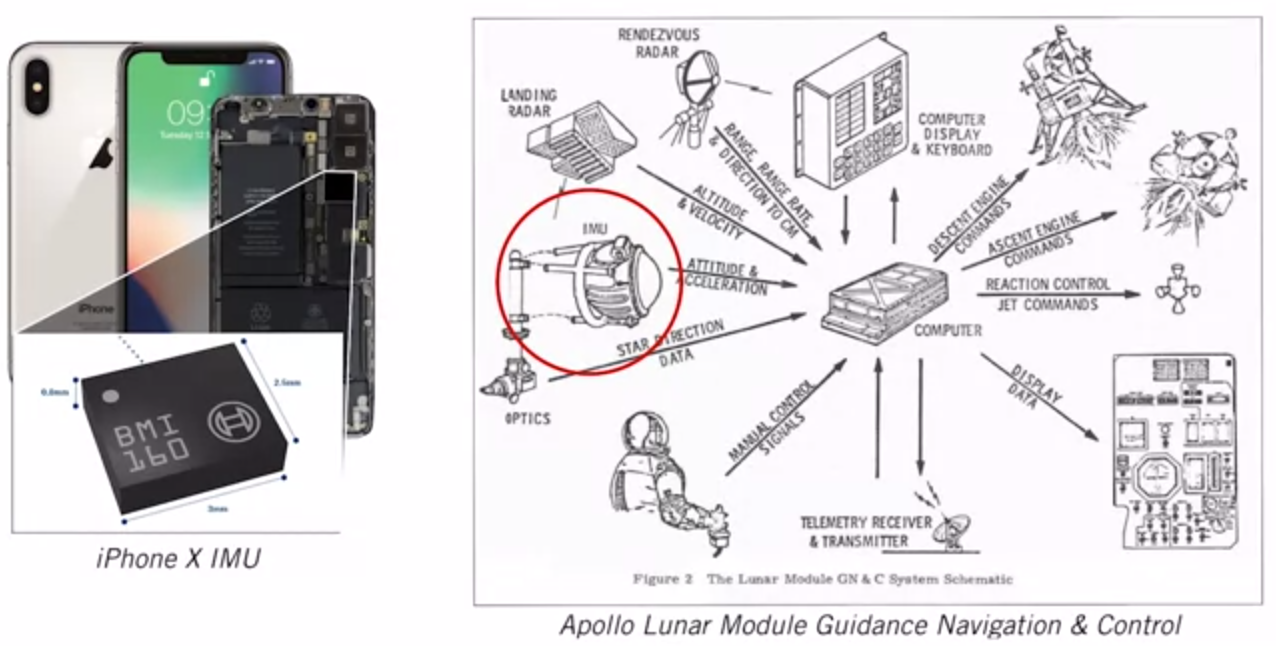 09:
Tuesday 12
iPhone
0.8mm
2.5mm
BMI
160
3mm
iPhone X IMU
RENDEZVOUS
RADAR
LANDING
RADAR
COMPUTER
DISPLAY
& KEYBOARD
RANGE, RANGE RATE,
& DIRECTION TO CM
ALTITUDE
& VELOCITY
DESCENT ENGINE
COMMANDS
ASCENT ENGINE
COMMANDS
IMU
ATTITUDE &
ACCELERATION
REACTION CONTROL
JET COMMANDS
COMPUTER
STAR DIRECTION
DATA
OPTICS
DISPLAY
DATA
MANUAL CONTROL
SIGNALS
TELEMETRY RECEIVER
& TRANSMITTER
Figure 2 The Lunar Module GN & C System Schematic
Apollo Lunar Module Guidance Navigation & Control